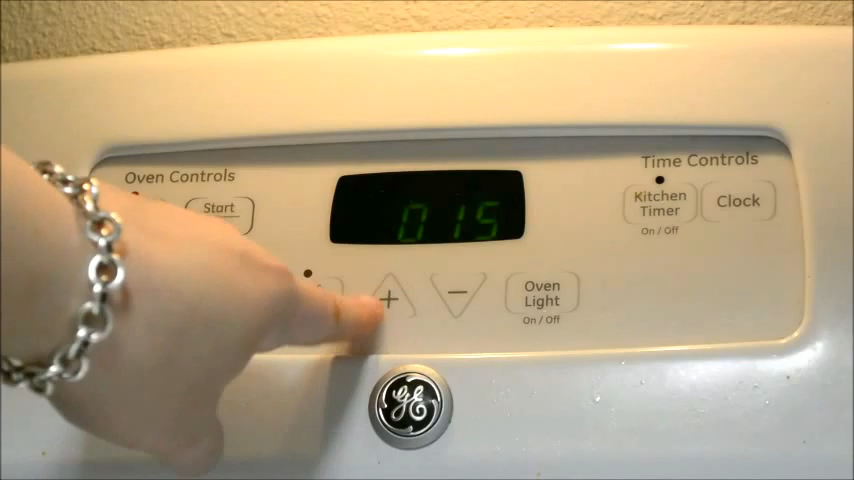 Oven Controls
Start
015
+
−
Oven
Light
On / Off
Time Controls
Kitchen
Timer
On / Off
Clock
GE